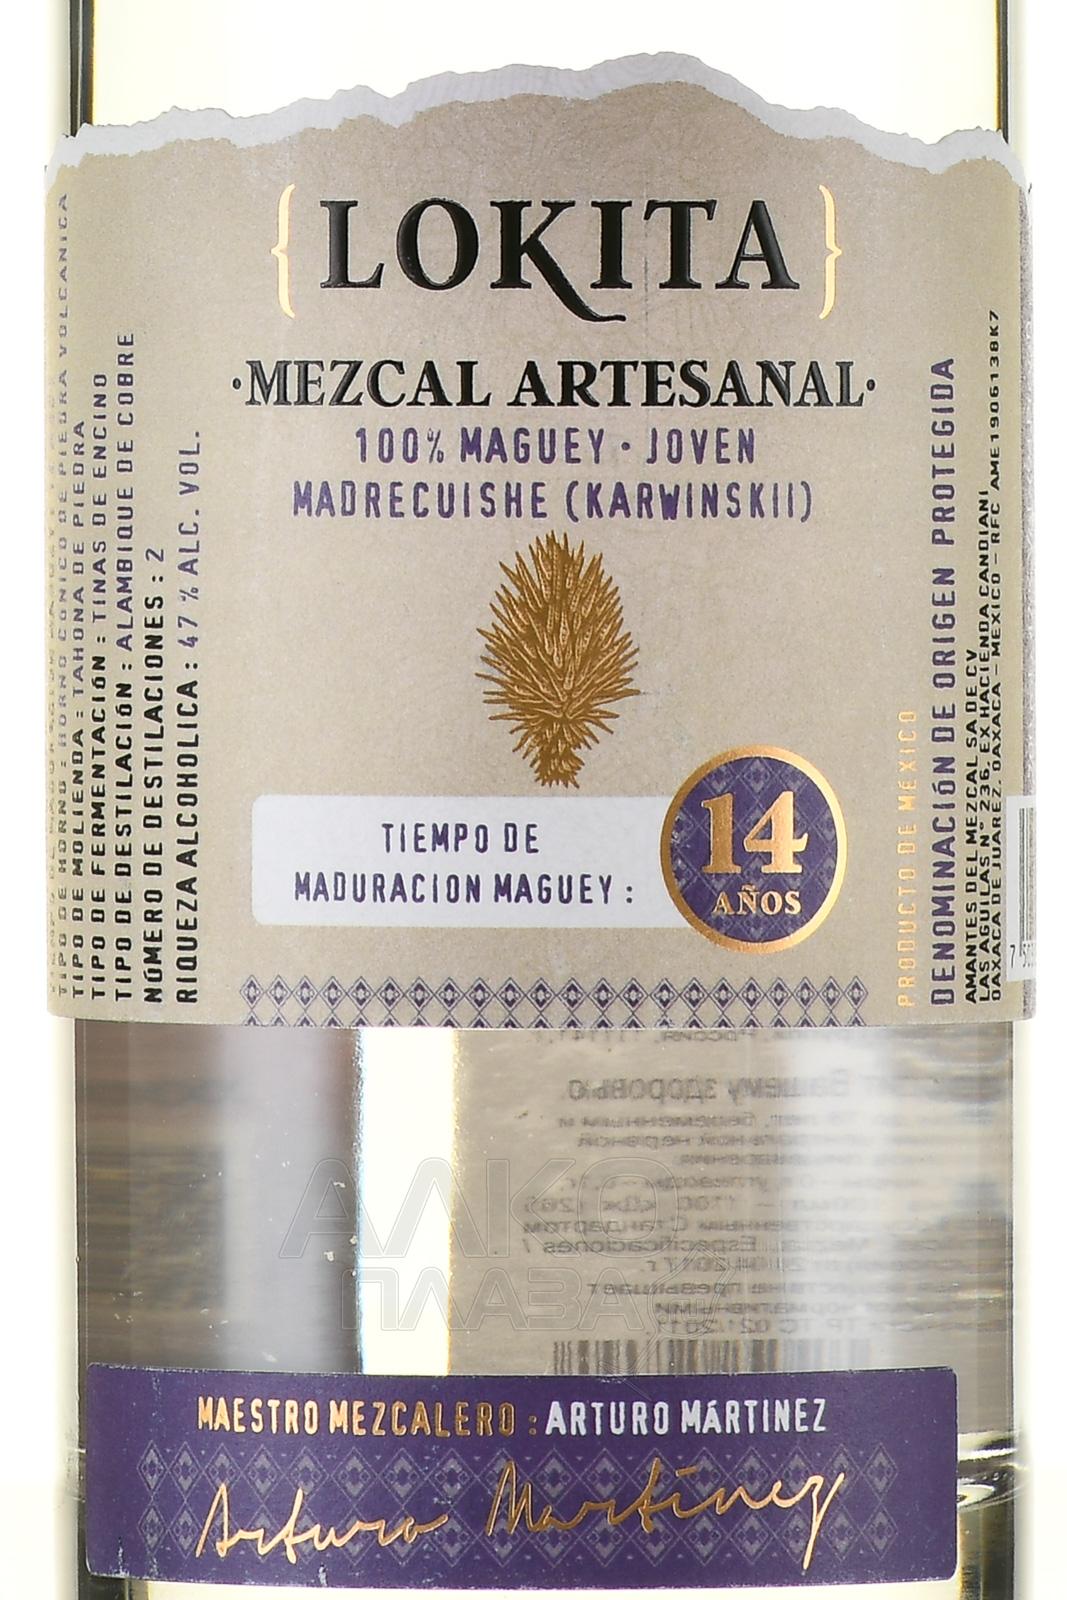 {LOKITA}
·MEZCAL ARTESANAL·
100% MAGUEY · JOVEN
MADRECUISHE (KARWINSKII)
TIEMPO DE
MADURACION MAGUEY :
14
AÑOS
TIPO DE HORNO : HORNO CONICO DE PIEDRA VOLCANICA
TIPO DE MOLIENDA : TAHONA DE PIEDRA
TIPO DE FERMENTACIÓN : TINAS DE ENCINO
TIPO DE DESTILACIÓN : ALAMBIQUE DE COBRE
NÚMERO DE DESTILACIONES : 2
RIQUEZA ALCOHOLICA : 47 % ALC. VOL.
PRODUCTO DE MÉXICO
DENOMINACIÓN DE ORIGEN PROTEGIDA
AMANTES DEL MEZCAL SA DE CV
LAS AGUILAS N° 236, EX HACIENDA CANDIANI
OAXACA DE JUAREZ, OAXACA - MEXICO - RFC AME1906138K7
MAESTRO MEZCALERO : ARTURO MÁRTINEZ
Arturo Martínez
АЛКО
ПЛАЗА